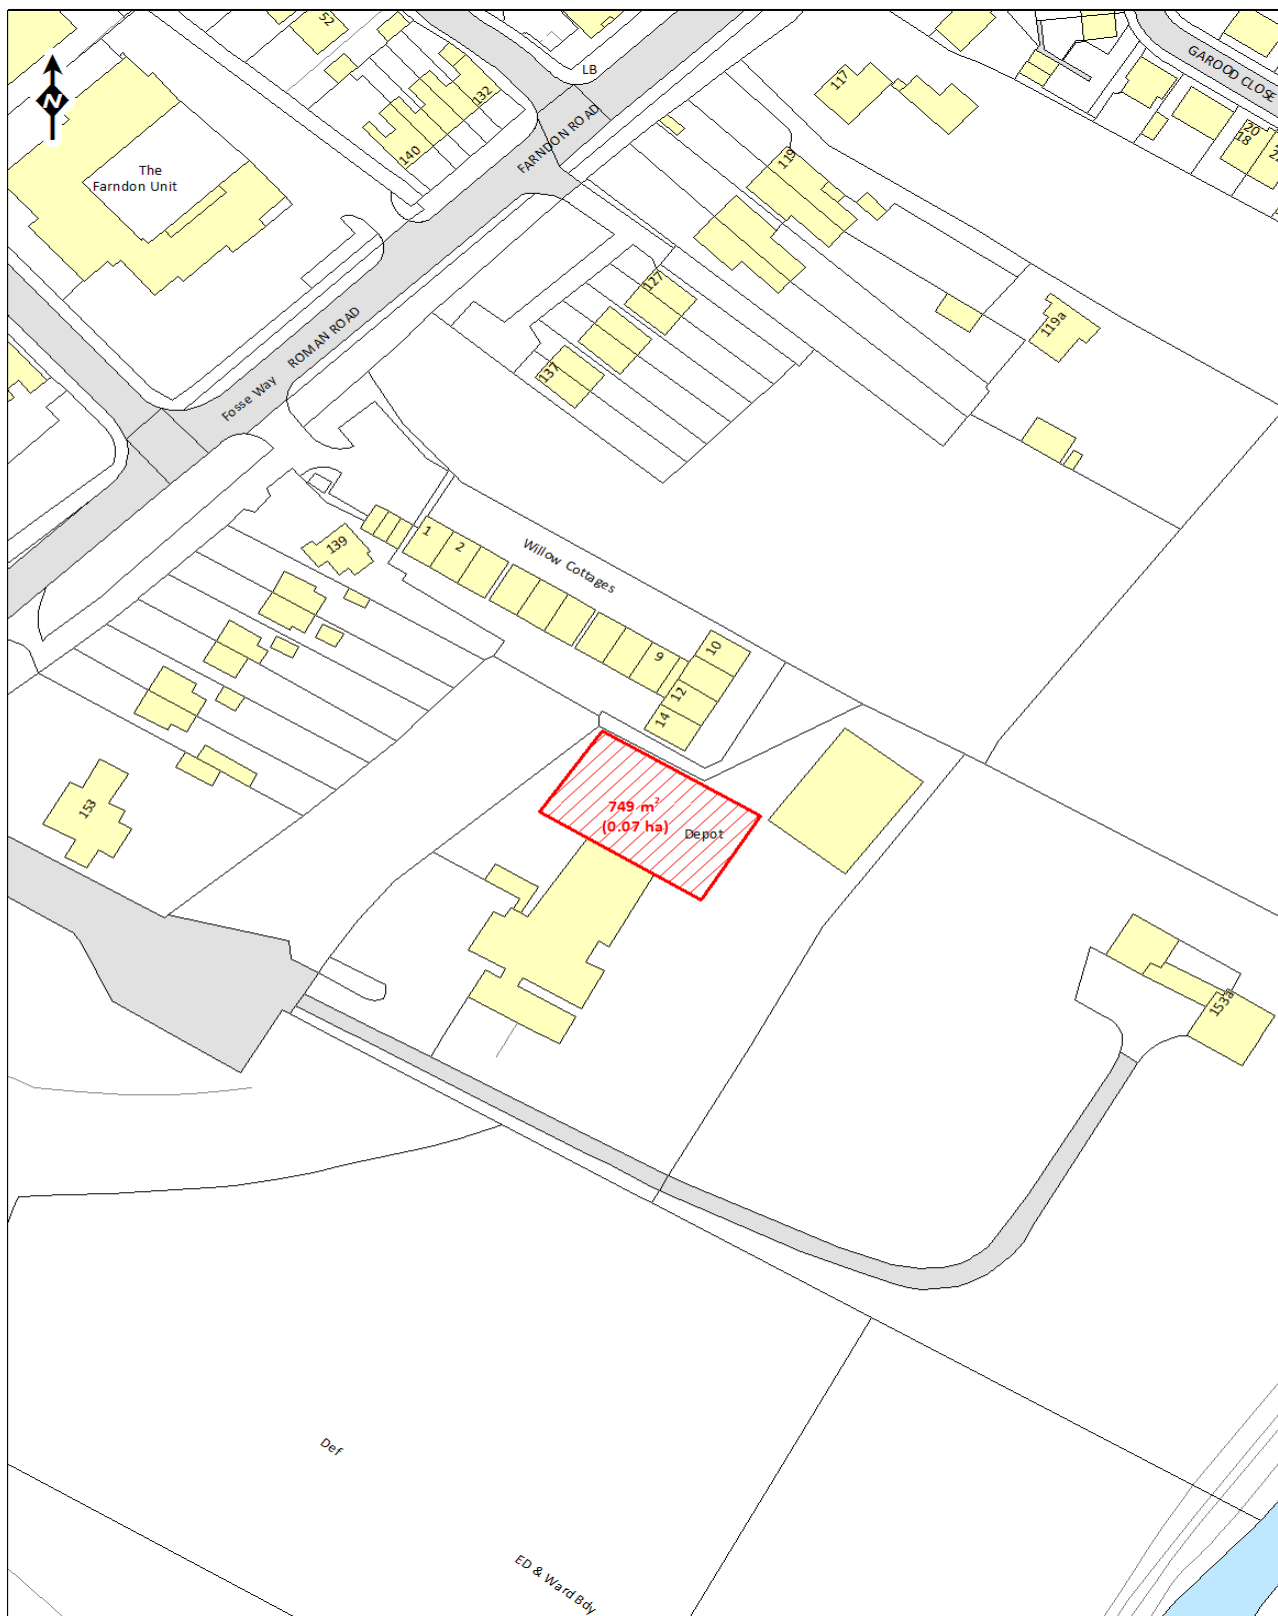 52
LB
GAROOD CLOSE
N
132
117
FARNDON ROAD
20
18
140
119
The
Farndon Unit
127
119a
ROMAN ROAD
137
Fosse Way
1
139
2
Willow Cottages
10
9
12
14
749 m²
(0.07 ha)
Depot
153
153a
Def
ED & Ward Bdy